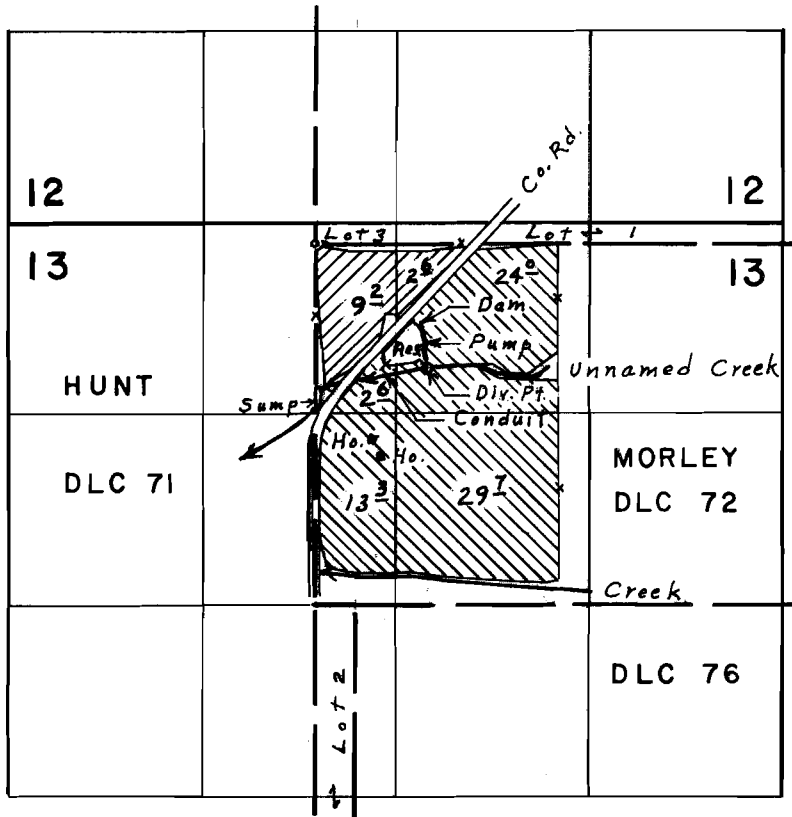 Co. Rd.
12
12
Lot 3
Lot 1
13
13
2 6
24 0
9 2
Dam
Res.
Pump
Unnamed Creek
HUNT
Div. Pt.
2 6
Sump
Conduit
Ho.
Ho.
MORLEY
DLC 71
DLC 72
13 3
29 7
Creek
DLC 76
Lot 2